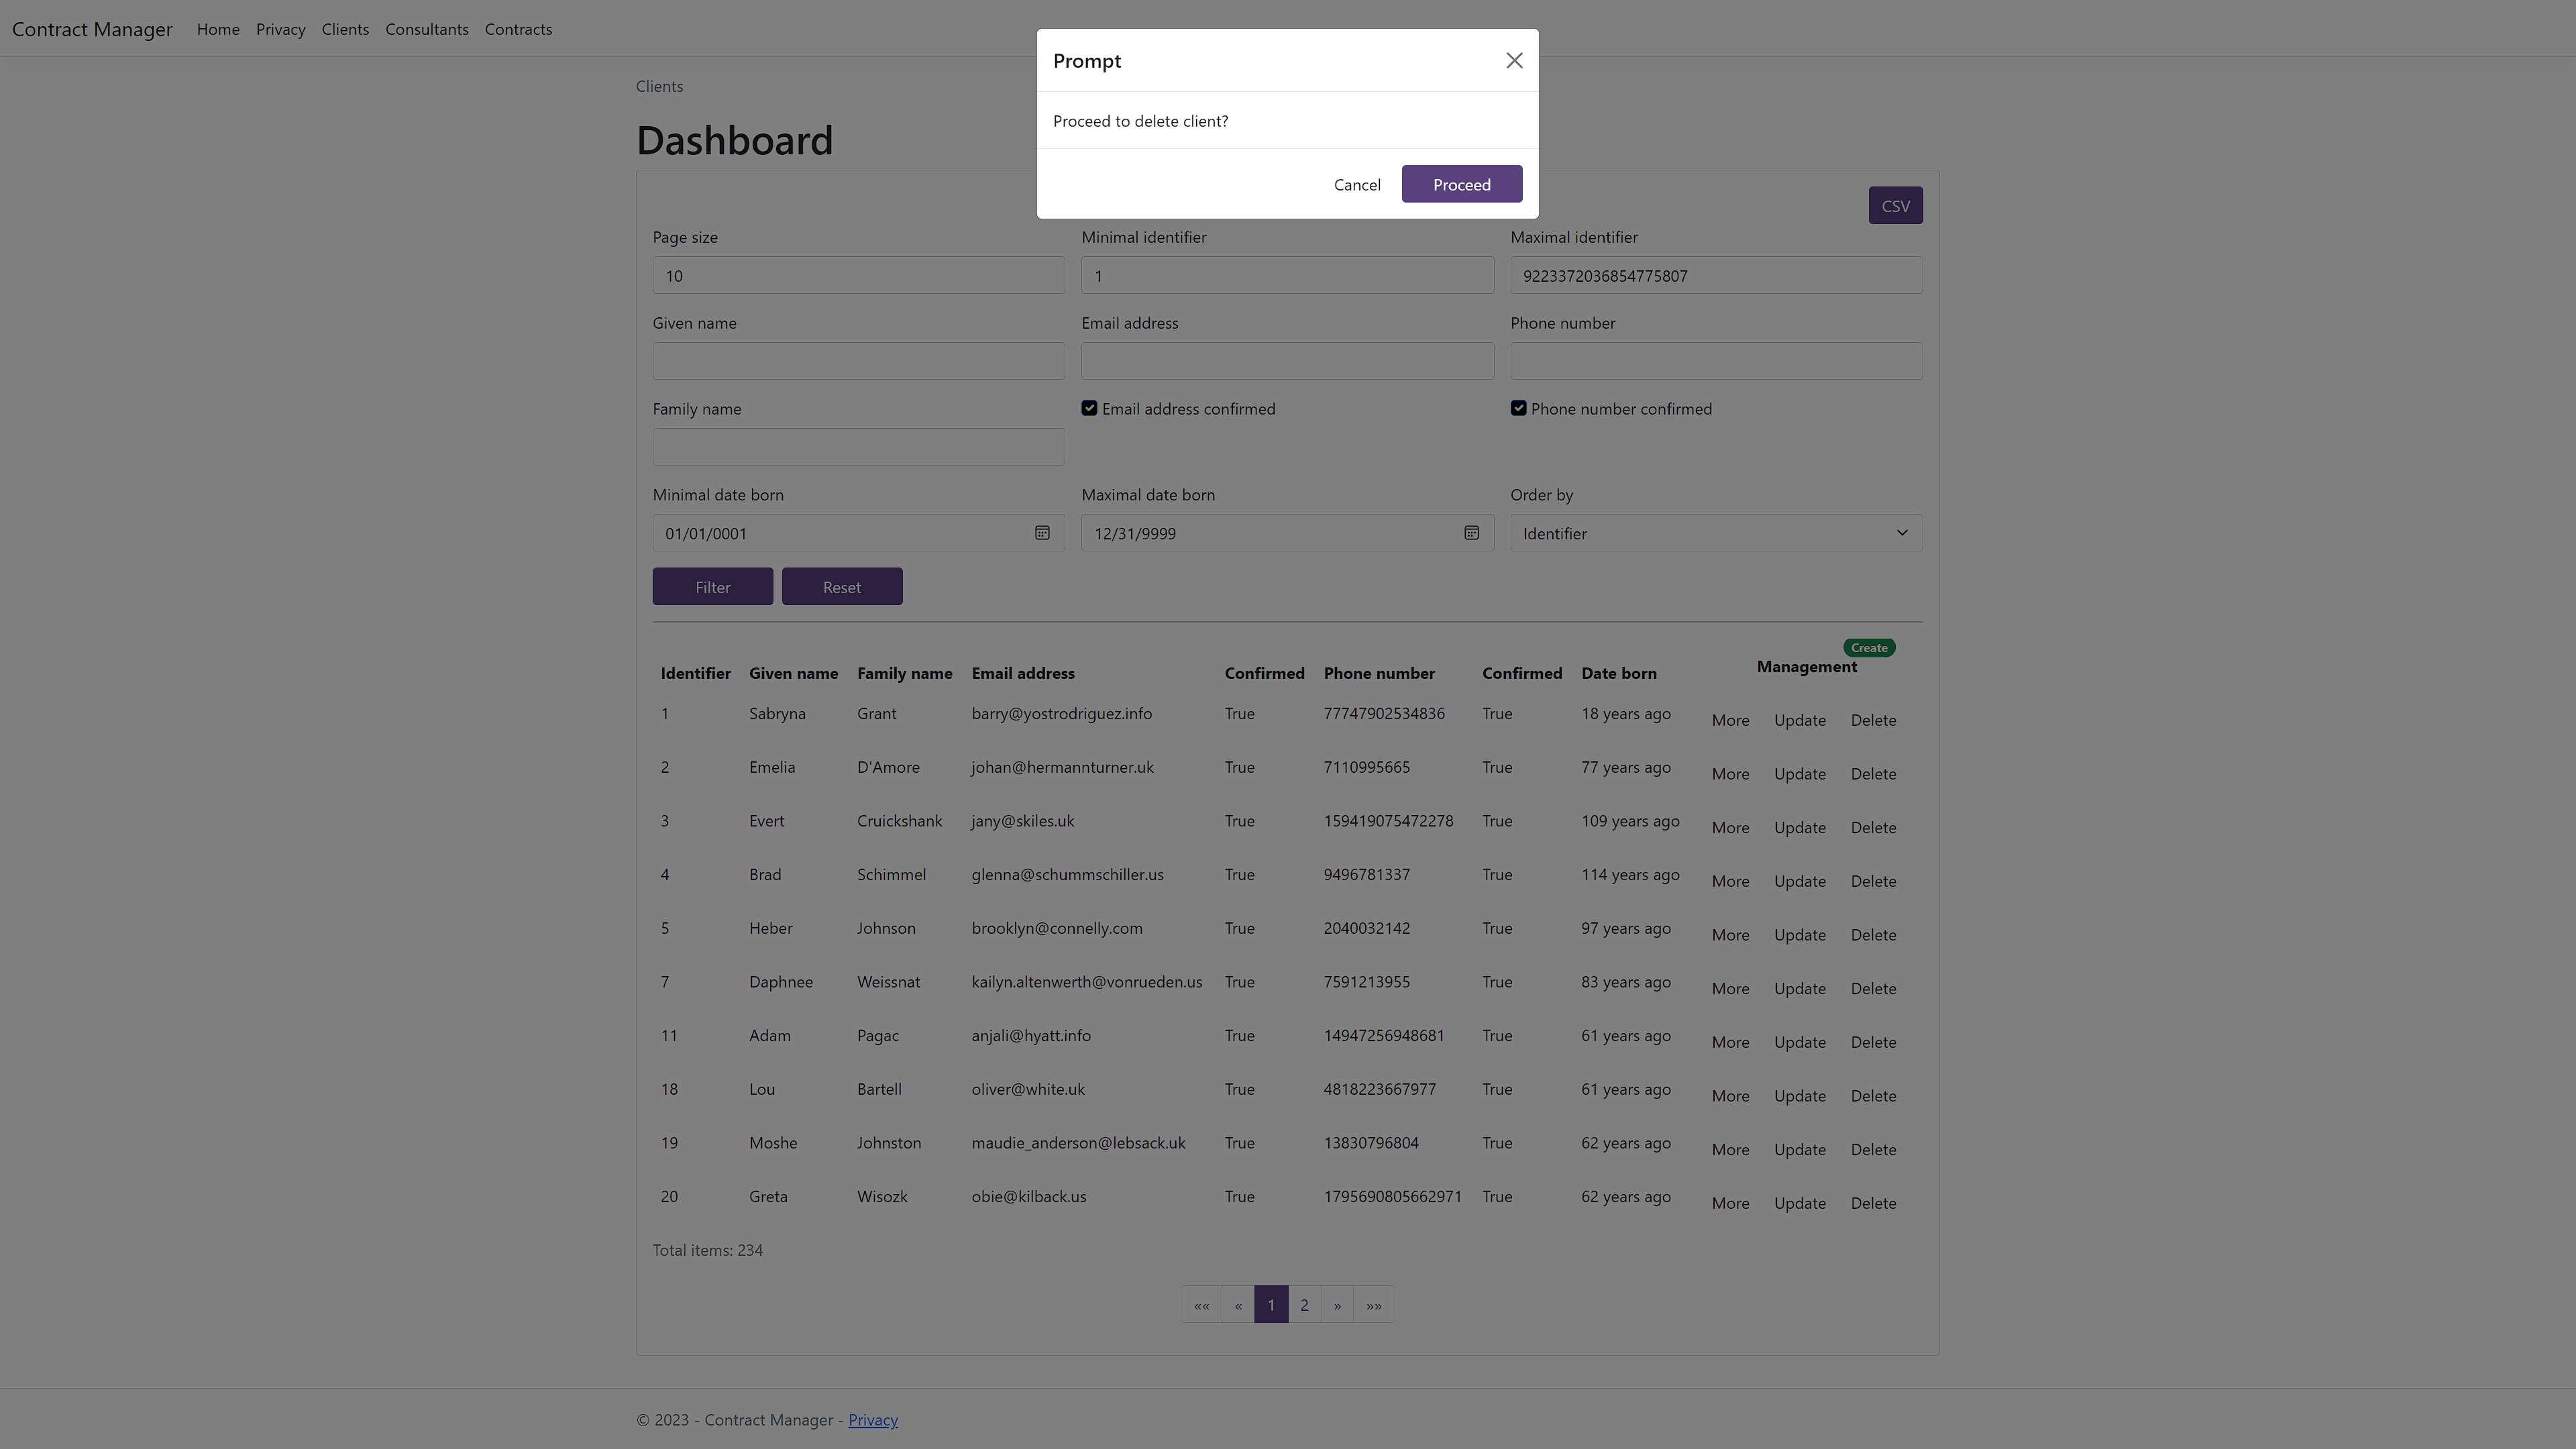 Contract Manager Home Privacy Clients Consultants Contracts
Prompt
Proceed to delete client?
Cancel Proceed
Clients
Dashboard
CSV
Page size Minimal identifier Maximal identifier
10 1 9223372036854775807
Given name Email address Phone number
Family name Email address confirmed Phone number confirmed
Minimal date born Maximal date born Order by
01/01/0001 12/31/9999 Identifier
Filter Reset
Create
Identifier Given name Family name Email address Confirmed Phone number Confirmed Date born Management
1 Sabryna Grant barry@yostrodriguez.info True 77747902534836 True 18 years ago More Update Delete
2 Emelia D'Amore johan@hermannturner.uk True 7110995665 True 77 years ago More Update Delete
3 Evert Cruickshank jany@skiles.uk True 159419075472278 True 109 years ago More Update Delete
4 Brad Schimmel glenna@schummschiller.us True 9496781337 True 114 years ago More Update Delete
5 Heber Johnson brooklyn@connelly.com True 2040032142 True 97 years ago More Update Delete
7 Daphnee Weissnat kailyn.altenwerth@vonrueden.us True 7591213955 True 83 years ago More Update Delete
11 Adam Pagac anjali@hyatt.info True 14947256948681 True 61 years ago More Update Delete
18 Lou Bartell oliver@white.uk True 4818223667977 True 61 years ago More Update Delete
19 Moshe Johnston maudie_anderson@lebsack.uk True 13830796804 True 62 years ago More Update Delete
20 Greta Wisozk obie@kilback.us True 1795690805662971 True 62 years ago More Update Delete
Total items: 234
«« « 1 2 » »»
© 2023 - Contract Manager - Privacy